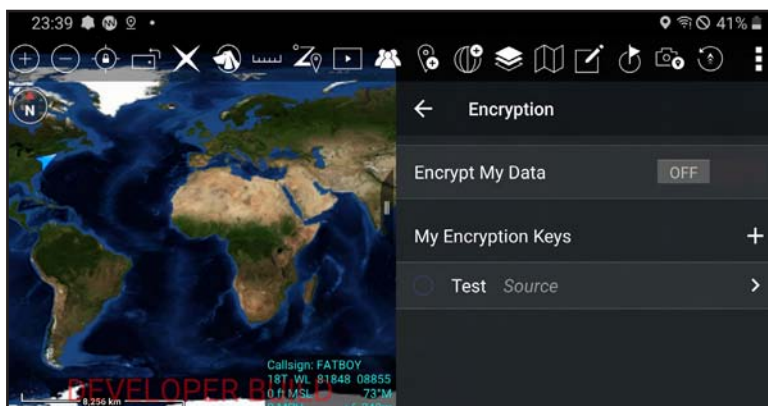 23:39
41%
N
Encryption
Encrypt My Data OFF
My Encryption Keys
Test Source
Callsign: FATBOY
18T WL 81848 08855
0 ft MSL 73°M
DEVELOPER BUILD
8,256 km